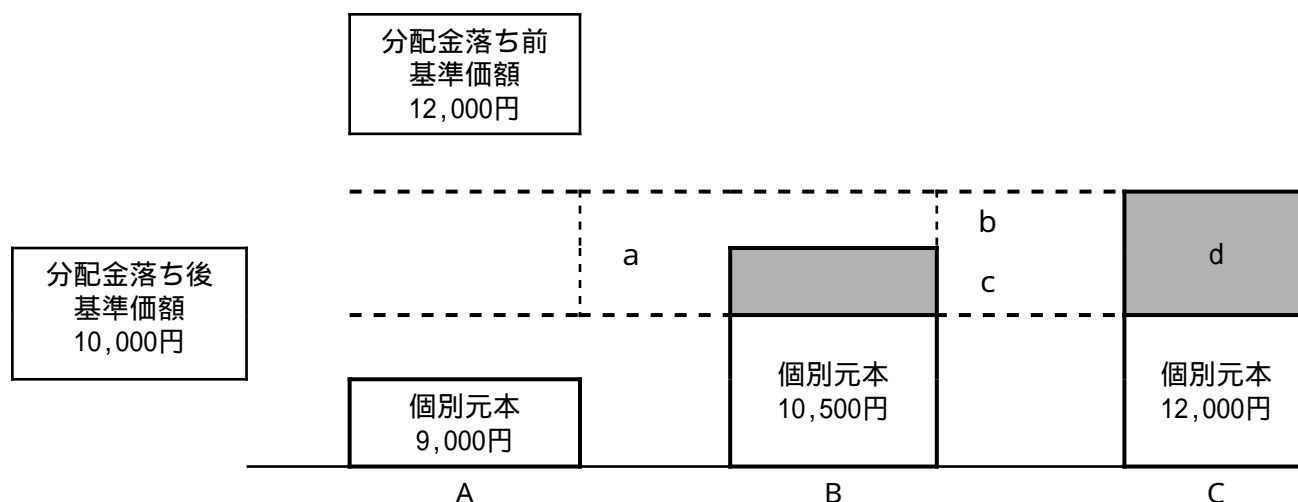 分配金落ち前
基準価額
12,000円
分配金落ち後
基準価額
10,000円
a
b
c
d
個別元本
9,000円
個別元本
10,500円
個別元本
12,000円
A
B
C